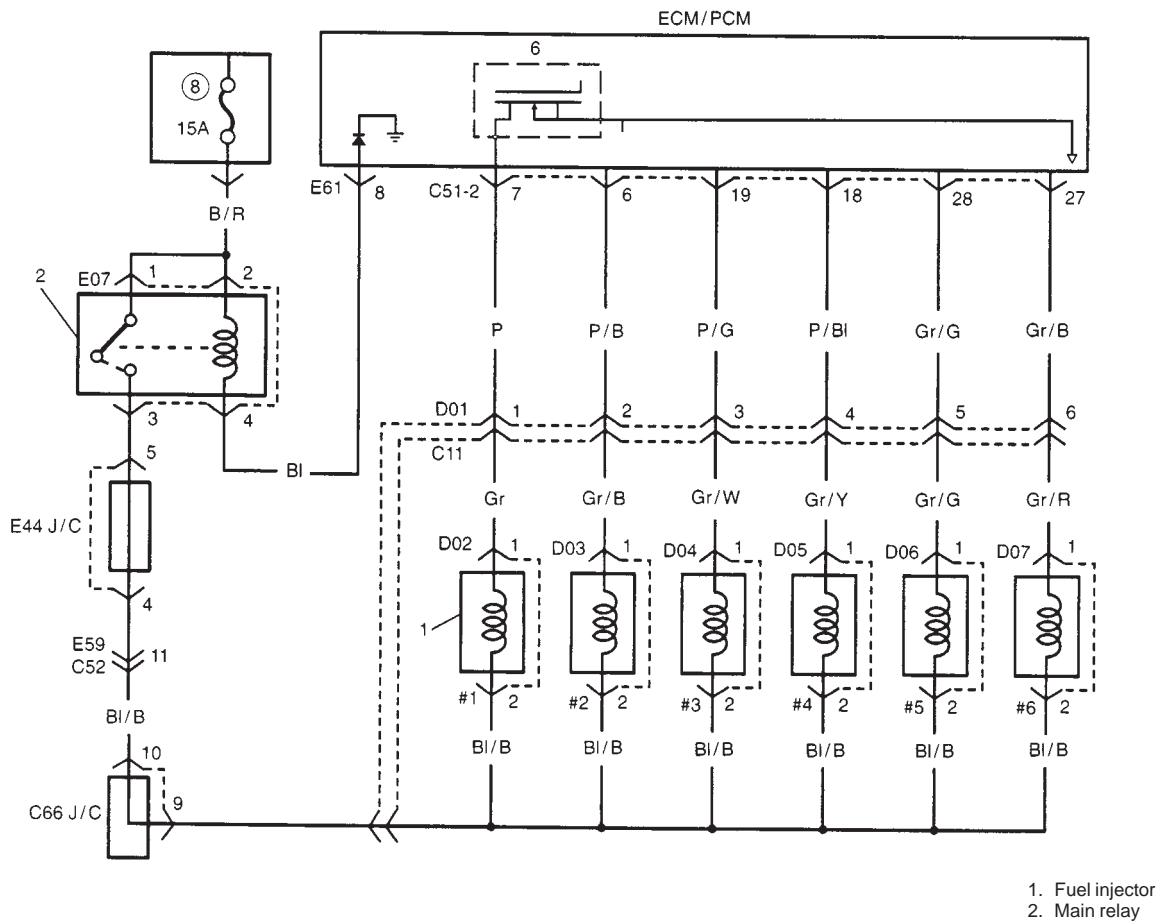 ECM/PCM
6
8
15A
E61 8 C51-2 7 6 19 18 28 27
B/R
2 E07 1 2
P P/B P/G P/Bl Gr/G Gr/B
3 4
D01 1 2 3 4 5 6
C11
5
Bl
E44 J/C
Gr Gr/B Gr/W Gr/Y Gr/G Gr/R
D02 1 D03 1 D04 1 D05 1 D06 1 D07 1
4
1
E59
C52 11
#1 2 #2 2 #3 2 #4 2 #5 2 #6 2
Bl/B
Bl/B Bl/B Bl/B Bl/B Bl/B Bl/B
10
C66 J/C 9
1. Fuel injector
2. Main relay